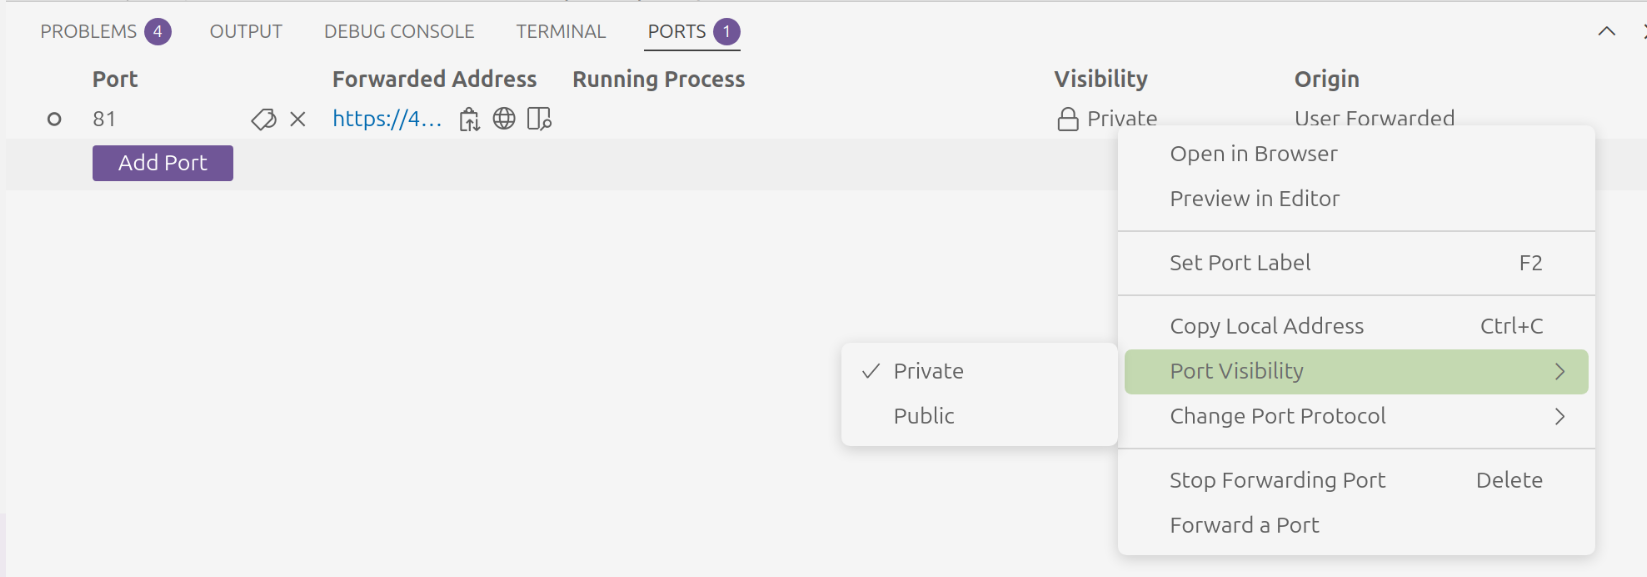 PROBLEMS 4 OUTPUT DEBUG CONSOLE TERMINAL PORTS 1
Port Forwarded Address Running Process Visibility Origin
81 https://4... Private User Forwarded
Add Port
Open in Browser
Preview in Editor
Set Port Label F2
Copy Local Address Ctrl+C
Port Visibility
Private
Public
Change Port Protocol
Stop Forwarding Port Delete
Forward a Port